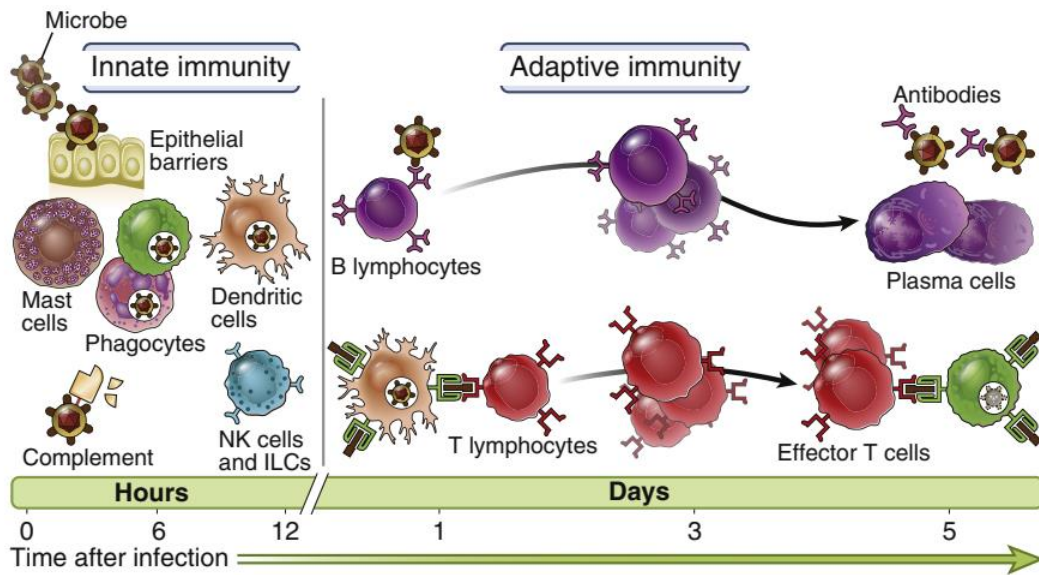 Microbe
Innate immunity
Adaptive immunity
Epithelial
barriers
Antibodies
Mast
cells
Phagocytes
Dendritic
cells
B lymphocytes
Plasma cells
Complement
NK cells
and ILCs
T lymphocytes
Effector T cells
Hours
Days
0
6
12
1
3
5
Time after infection